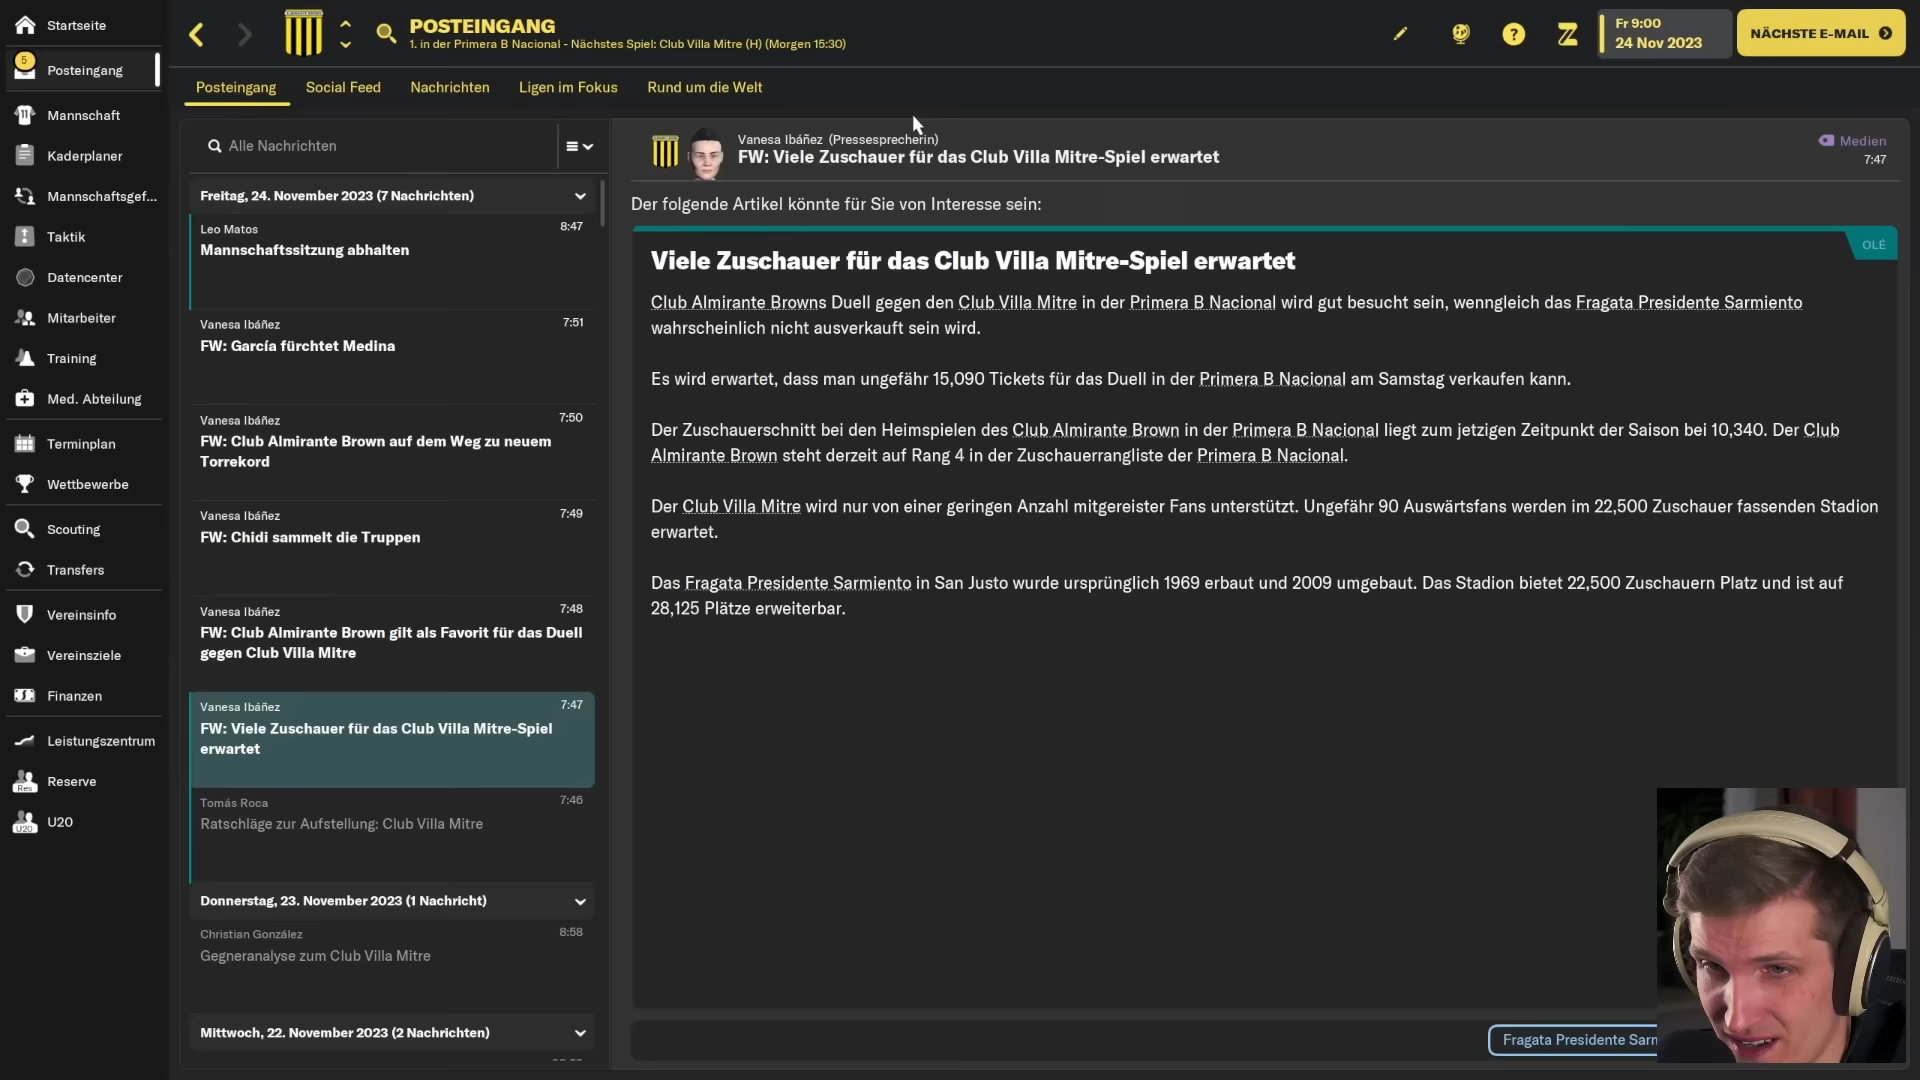 Startseite
5
Posteingang
11
Mannschaft
Kaderplaner
Mannschaftsgef...
Taktik
Datencenter
Mitarbeiter
Training
Med. Abteilung
Terminplan
Wettbewerbe
Scouting
Transfers
Vereinsinfo
Vereinsziele
Finanzen
Leistungszentrum
Res
Reserve
U20
U20
POSTEINGANG
1. in der Primera B Nacional - Nächstes Spiel: Club Villa Mitre (H) (Morgen 15:30)
?
Fr 9:00
24 Nov 2023
NÄCHSTE E-MAIL
Posteingang
Social Feed
Nachrichten
Ligen im Fokus
Rund um die Welt
Alle Nachrichten
Freitag, 24. November 2023 (7 Nachrichten)
Leo Matos
8:47
Mannschaftssitzung abhalten
Vanesa Ibáñez
7:51
FW: García fürchtet Medina
Vanesa Ibáñez
7:50
FW: Club Almirante Brown auf dem Weg zu neuem
Torrekord
Vanesa Ibáñez
7:49
FW: Chidi sammelt die Truppen
Vanesa Ibáñez
7:48
FW: Club Almirante Brown gilt als Favorit für das Duell
gegen Club Villa Mitre
Vanesa Ibáñez
7:47
FW: Viele Zuschauer für das Club Villa Mitre-Spiel
erwartet
Tomás Roca
7:46
Ratschläge zur Aufstellung: Club Villa Mitre
Donnerstag, 23. November 2023 (1 Nachricht)
Christian González
8:58
Gegneranalyse zum Club Villa Mitre
Mittwoch, 22. November 2023 (2 Nachrichten)
Vanesa Ibáñez (Pressesprecherin)
FW: Viele Zuschauer für das Club Villa Mitre-Spiel erwartet
Medien
7:47
Der folgende Artikel könnte für Sie von Interesse sein:
OLÉ
Viele Zuschauer für das Club Villa Mitre-Spiel erwartet
Club Almirante Browns Duell gegen den Club Villa Mitre in der Primera B Nacional wird gut besucht sein, wenngleich das Fragata Presidente Sarmiento
wahrscheinlich nicht ausverkauft sein wird.
Es wird erwartet, dass man ungefähr 15,090 Tickets für das Duell in der Primera B Nacional am Samstag verkaufen kann.
Der Zuschauerschnitt bei den Heimspielen des Club Almirante Brown in der Primera B Nacional liegt zum jetzigen Zeitpunkt der Saison bei 10,340. Der Club
Almirante Brown steht derzeit auf Rang 4 in der Zuschauerrangliste der Primera B Nacional.
Der Club Villa Mitre wird nur von einer geringen Anzahl mitgereister Fans unterstützt. Ungefähr 90 Auswärtsfans werden im 22,500 Zuschauer fassenden Stadion
erwartet.
Das Fragata Presidente Sarmiento in San Justo wurde ursprünglich 1969 erbaut und 2009 umgebaut. Das Stadion bietet 22,500 Zuschauern Platz und ist auf
28,125 Plätze erweiterbar.
Fragata Presidente Sarm